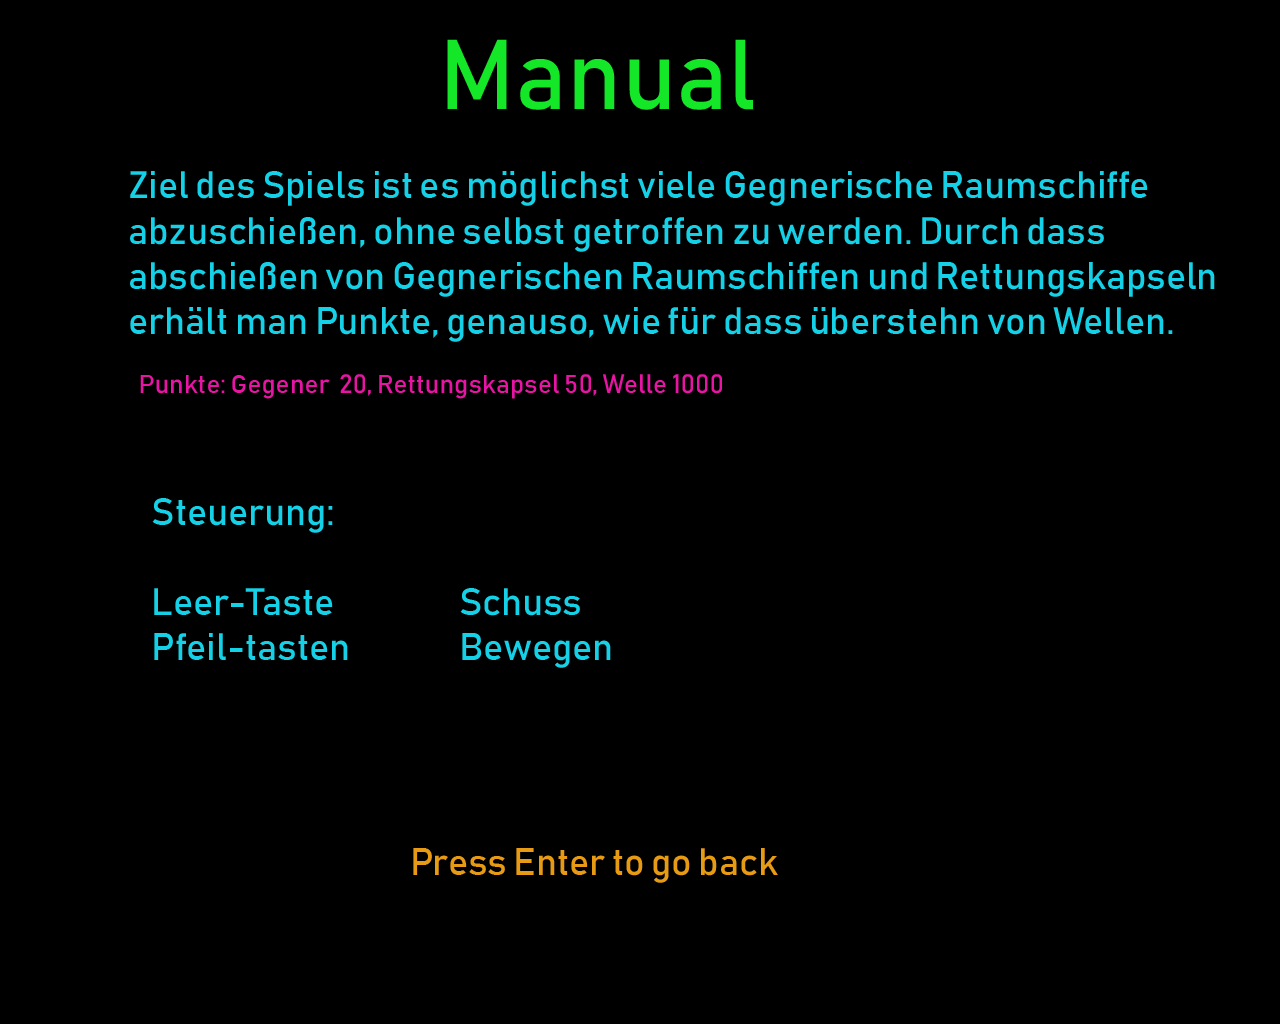 Manual
Ziel des Spiels ist es möglichst viele Gegnerische Raumschiffe
abzuschießen, ohne selbst getroffen zu werden. Durch dass
abschießen von Gegnerischen Raumschiffen und Rettungskapseln
erhält man Punkte, genauso, wie für dass überstehn von Wellen.
Punkte: Gegener 20, Rettungskapsel 50, Welle 1000
Steuerung:
Leer-Taste Schuss
Pfeil-tasten Bewegen
Press Enter to go back